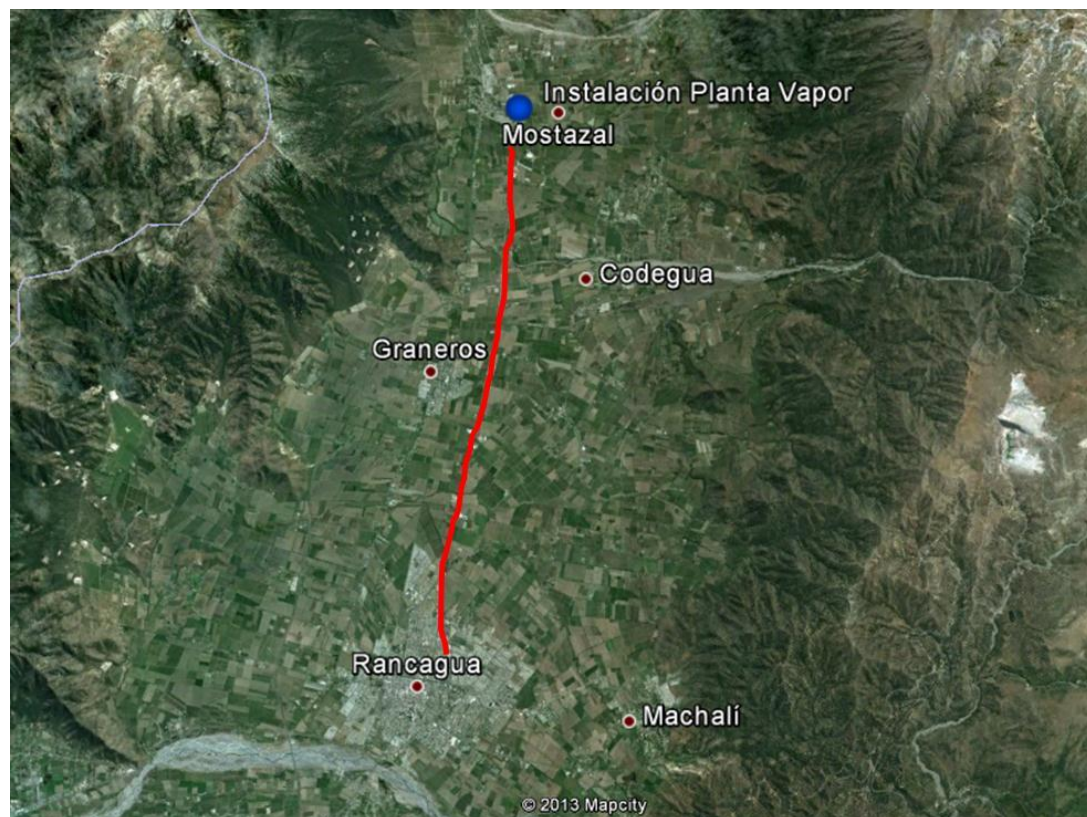 Instalación Planta Vapor
Mostazal
Codegua
Graneros
Rancagua
Machalí
© 2013 Mapcity